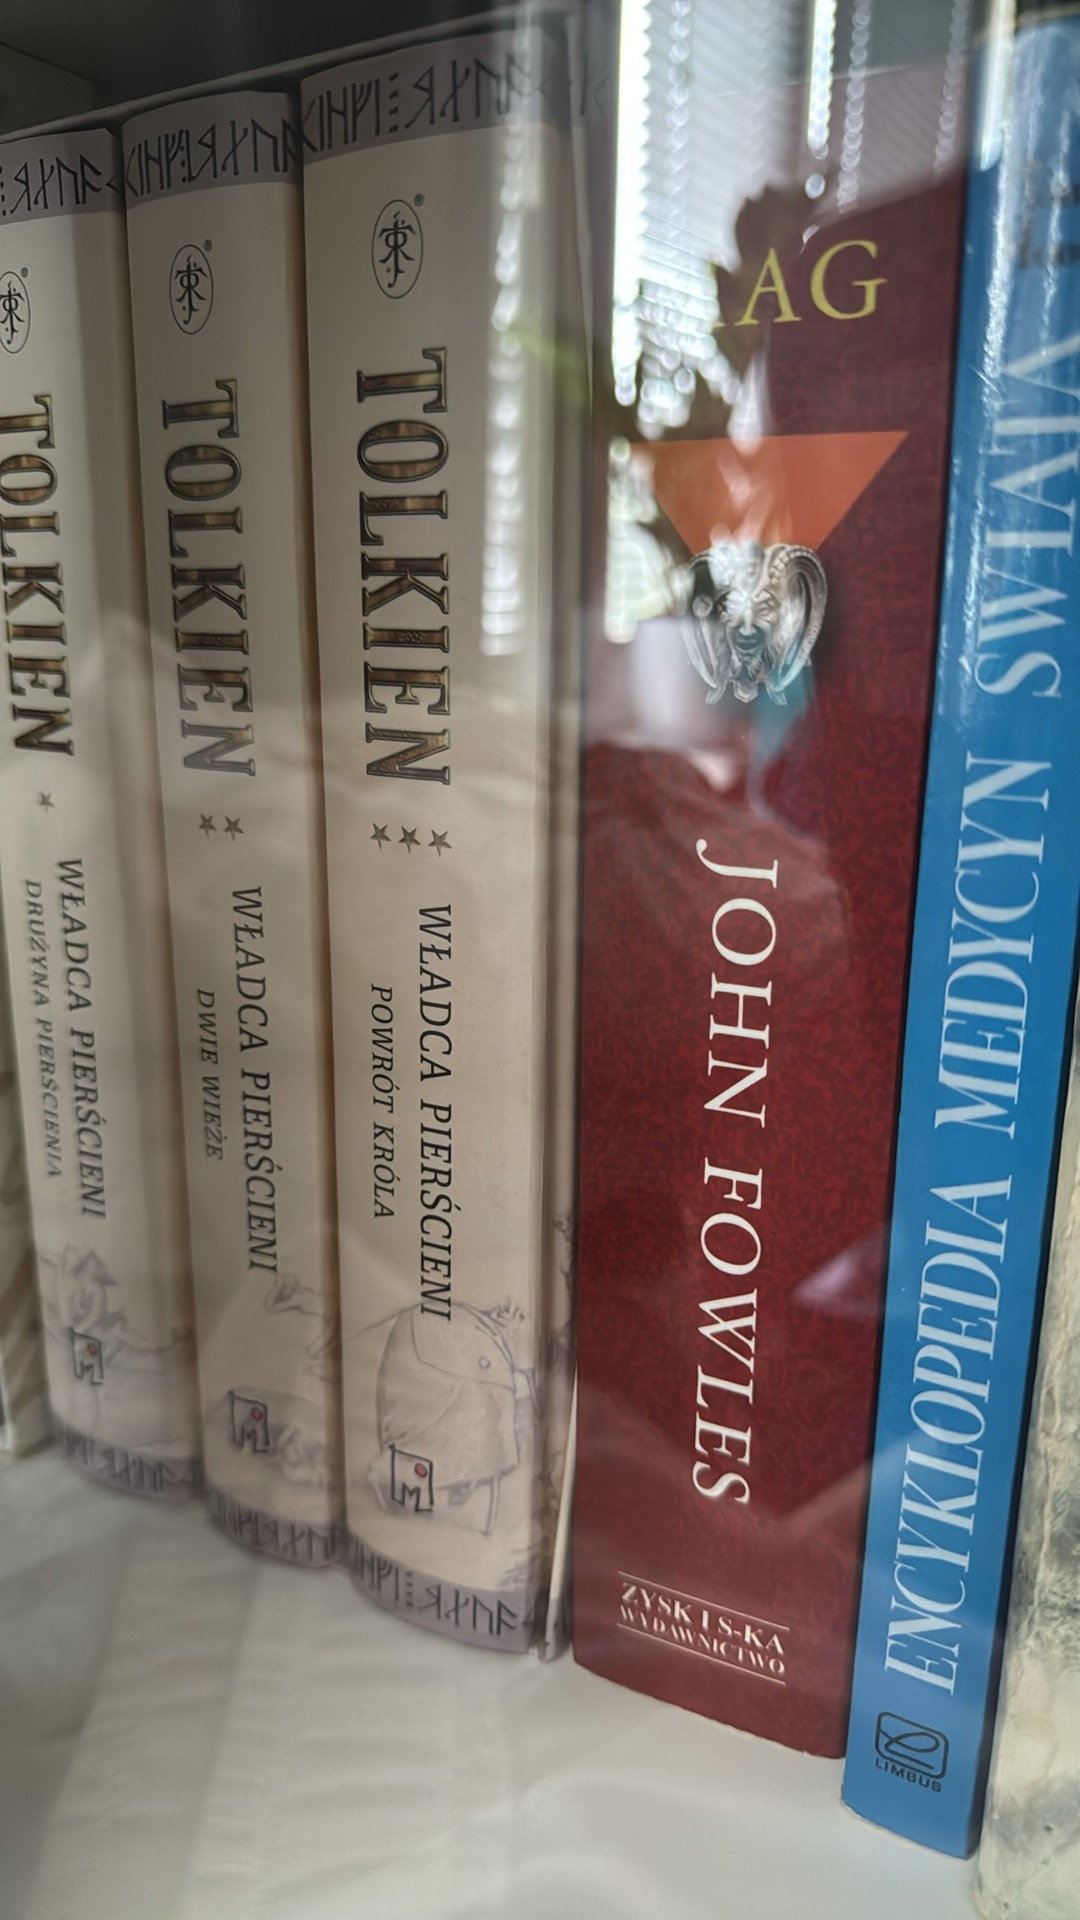 TOLKIEN
WŁADCA PIERŚCIENI
DRUŻYNA PIERŚCIENIA
TOLKIEN
WŁADCA PIERŚCIENI
DWIE WIEŻE
TOLKIEN
WŁADCA PIERŚCIENI
POWRÓT KRÓLA
AG
JOHN FOWLES
ZYSK I S-KA
WYDAWNICTWO
ENCYKLOPEDIA MEDYCYN ŚWIATA
LIMBUS